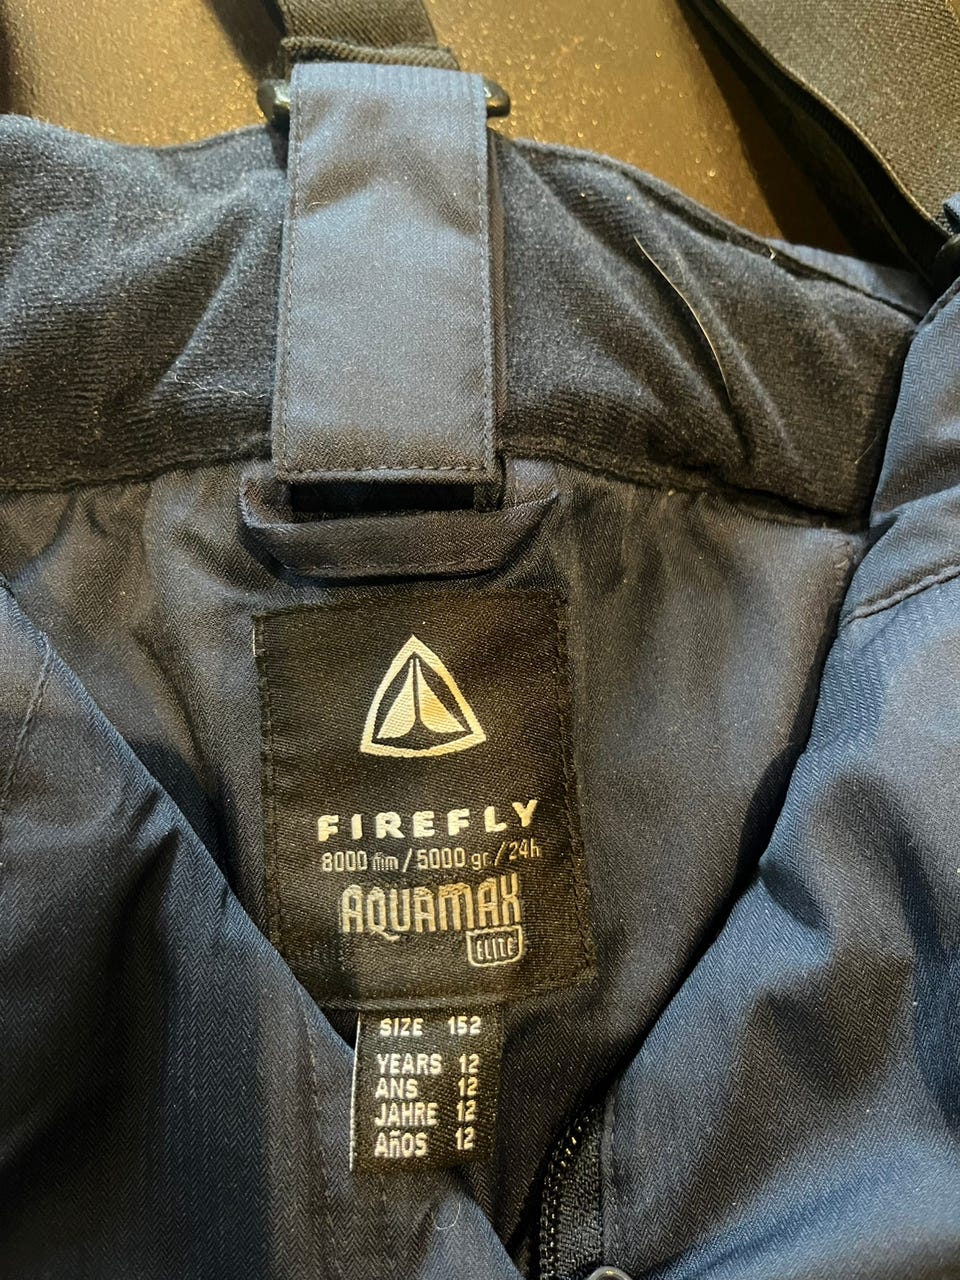 FIREFLY
8000 mm / 5000 gr / 24h
AQUAMAX
ELITE
SIZE 152
YEARS 12
ANS 12
JAHRE 12
AñOS 12